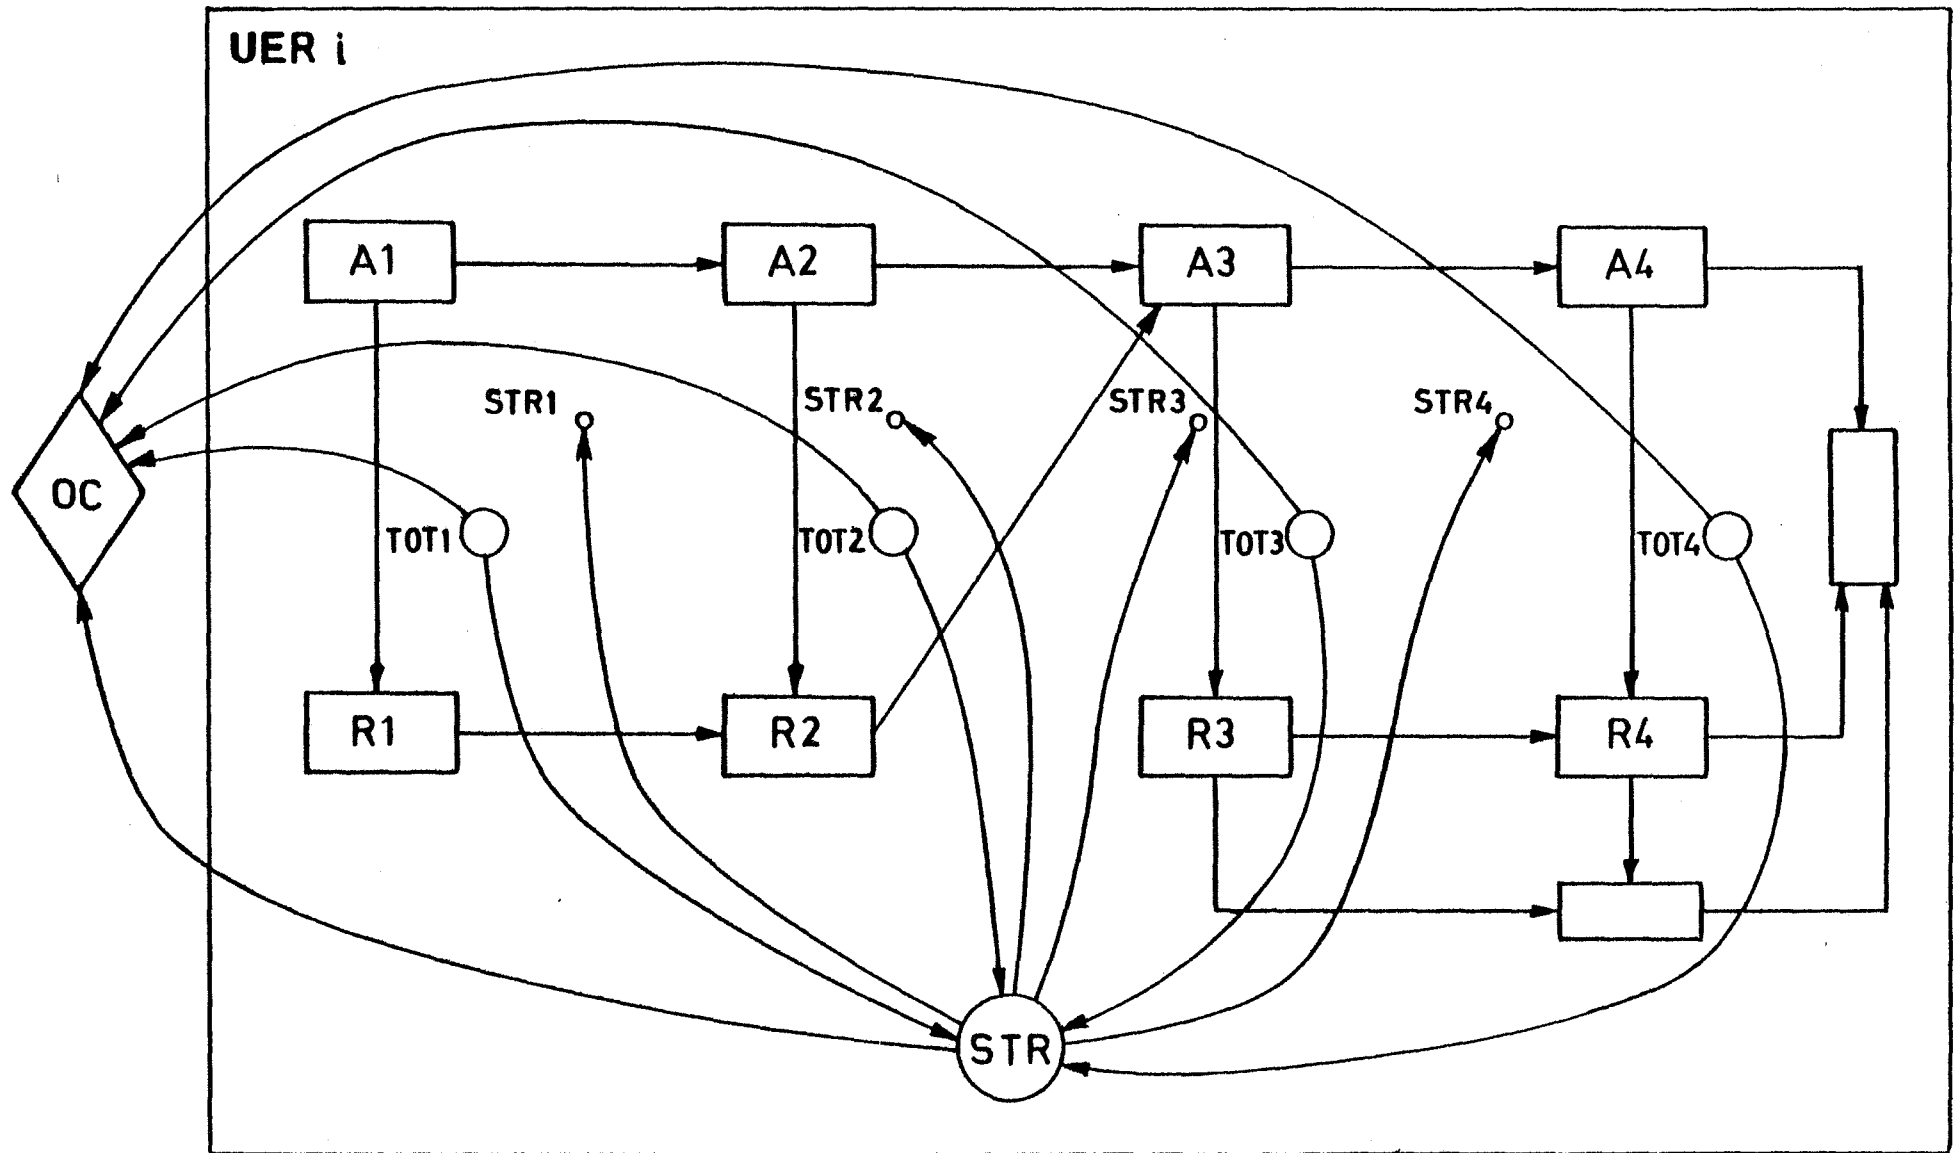 UER i
A1 A2 A3 A4
STR1 STR2 STR3 STR4
OC
TOT1 TOT2 TOT3 TOT4
R1 R2 R3 R4
STR